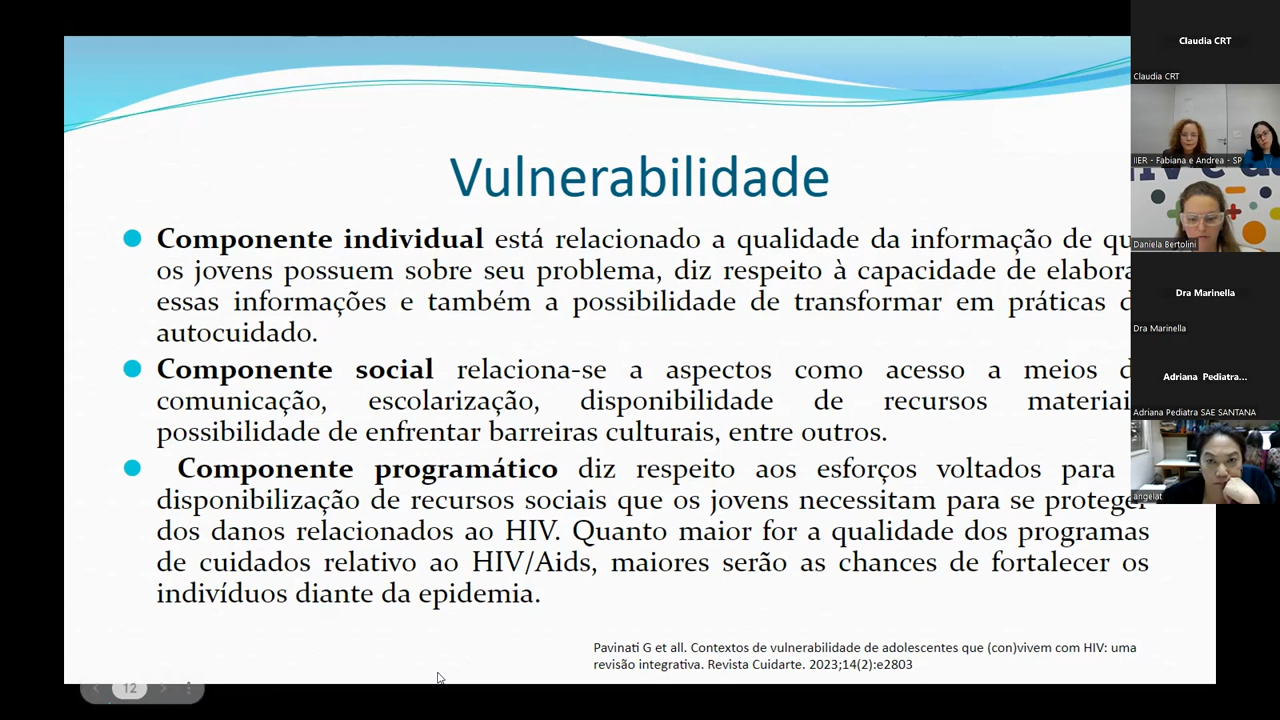 Vulnerabilidade
Componente individual está relacionado a qualidade da informação de
os jovens possuem sobre seu problema, diz respeito à capacidade de
essas informações e também a possibilidade de transformar em práticas
autocuidado.
Componente social relaciona-se a aspectos como acesso a meios
comunicação, escolarização, disponibilidade de recursos
possibilidade de enfrentar barreiras culturais, entre outros.
Componente programático diz respeito aos esforços voltados para
disponibilização de recursos sociais que os jovens necessitam para se proteger
dos danos relacionados ao HIV. Quanto maior for a qualidade dos programas
de cuidados relativo ao HIV/Aids, maiores serão as chances de fortalecer os
indivíduos diante da epidemia.
Pavinati G et all. Contextos de vulnerabilidade de adolescentes que (con)vivem com HIV: uma
revisão integrativa. Revista Cuidarte. 2023;14(2):e2803
12
Claudia CRT
Claudia CRT
IIER - Fabiana e Andrea - SP
Daniela Bertolini
Dra Marinella
Dra Marinella
Adriana Pediatra...
Adriana Pediatra SAE SANTANA
angelat